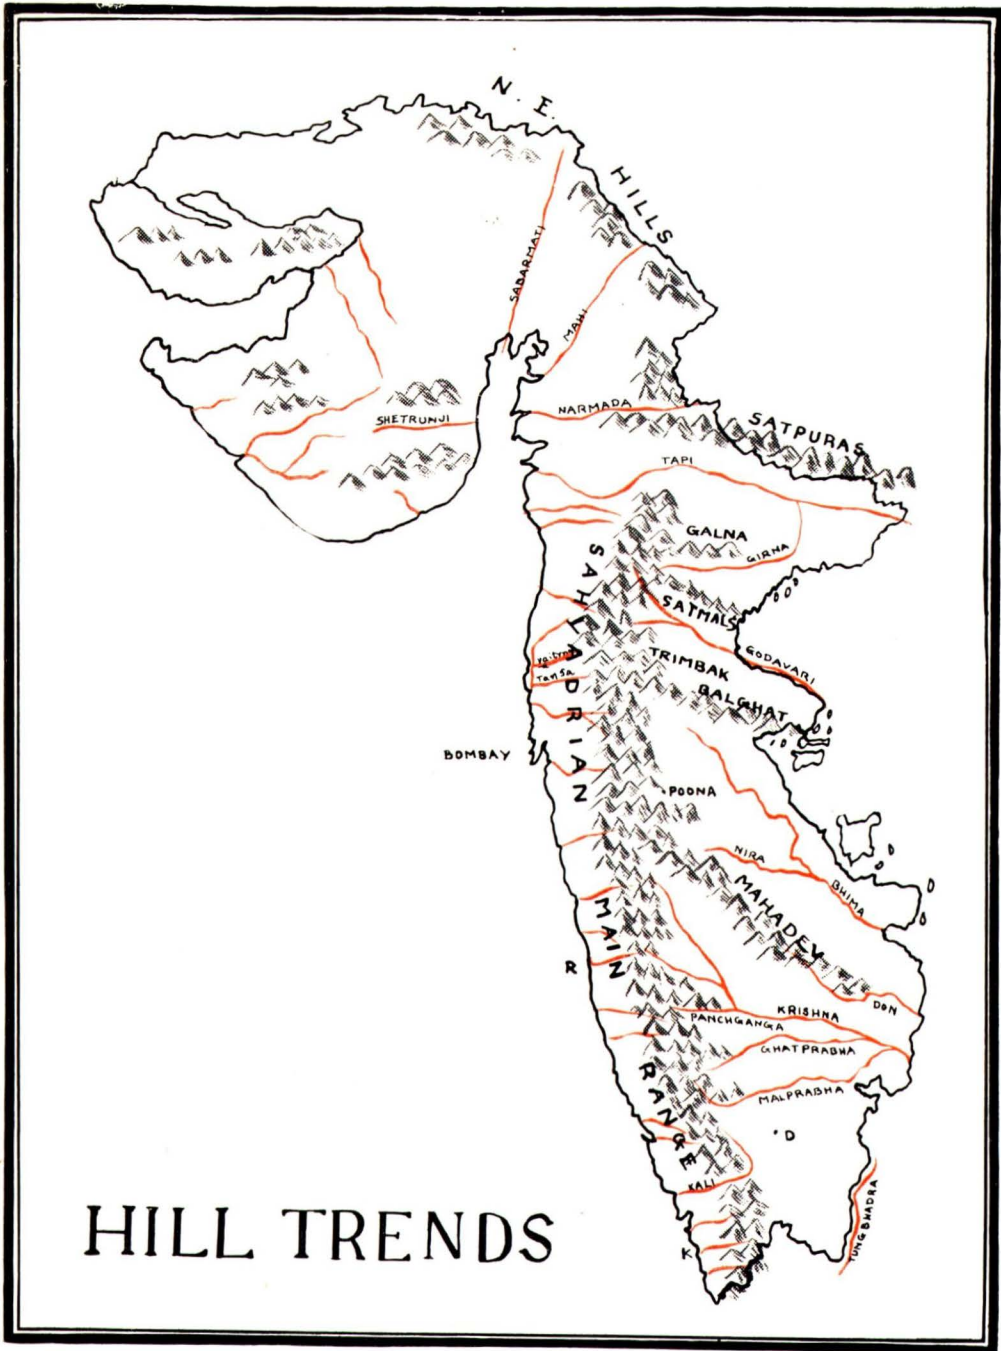 N. E.
HILLS
SABARMATI
MAHI
NARMADA
SATPURAS
SHETRUNJI
TAPI
GALNA
GIRNA
SATMALS
GODAVARI
SAHIADRIAN
Tansa
TRIMBAK
BALGHAT
BOMBAY
POONA
NIRA
BHIMA
MAHADEV
MAIN
R
DON
KRISHNA
PANCHGANGA
GHATPRABHA
RANGE
MALPRABHA
D
KALI
TUNGBHADRA
K
HILL TRENDS